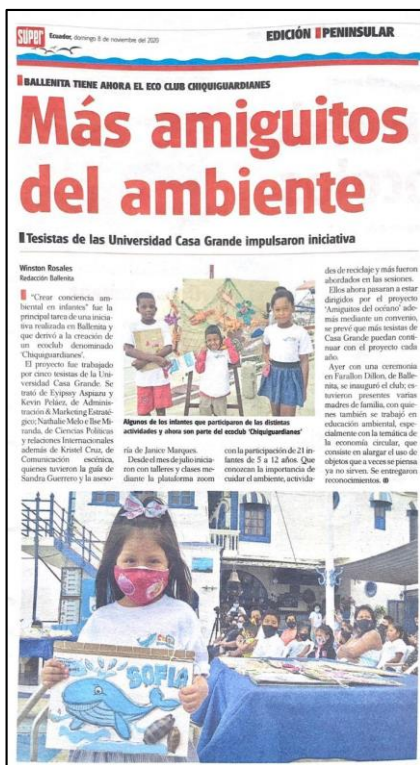 SÚPER
Ecuador, domingo 8 de noviembre del 2020
EDICIÓN PENINSULAR
BALLENITA TIENE AHORA EL ECO CLUB CHIQUIGUARDIANES
Más amiguitos
del ambiente
Tesistas de las Universidad Casa Grande impulsaron iniciativa
Winston Rosales
Redacción Ballenita
"Crear conciencia am-
biental en infantes" fue la
principal tarea de una inicia-
tiva realizada en Ballenita y
que derivó a la creación de
un ecoclub denominado
'Chiquiguardianes'.
El proyecto fue trabajado
por cinco tesistas de la Uni-
versidad Casa Grande. Se
trató de Eyipsy Aspiazu y
Kevin Peláez, de Adminis-
tración & Marketing Estraté-
gico; Nathalie Melo e Ilse Mi-
randa, de Ciencias Políticas
y relaciones Internacionales
además de Kristel Cruz, de
Comunicación escénica,
quienes tuvieron la guía de
Sandra Guerrero y la aseso-
Algunos de los infantes que participaron de las distintas
actividades y ahora son parte del ecoclub 'Chiquiguardianes'
ría de Janice Marques.
Desde el mes de julio inicia-
ron con talleres y clases me-
diante la plataforma zoom
con la participación de 21 in-
fantes de 5 a 12 años. Que
conozcan la importancia de
cuidar el ambiente, activida-
des de reciclaje y más fueron
abordados en las sesiones.
Ellos ahora pasaran a estar
dirigidos por el proyecto
'Amiguitos del océano' ade-
más mediante un convenio,
se prevé que más tesistas de
Casa Grande puedan conti-
nuar con el proyecto cada
año.
Ayer con una ceremonia
en Farallon Dillon, de Balle-
nita, se inauguró el club; es-
tuvieron presentes varias
madres de familia, con quie-
nes también se trabajó en
educación ambiental, espe-
cialmente con la temática de
la economía circular, que
consiste en alargar el uso de
objetos que a veces se piensa
ya no sirven. Se entregaron
reconocimientos.
SOFIA